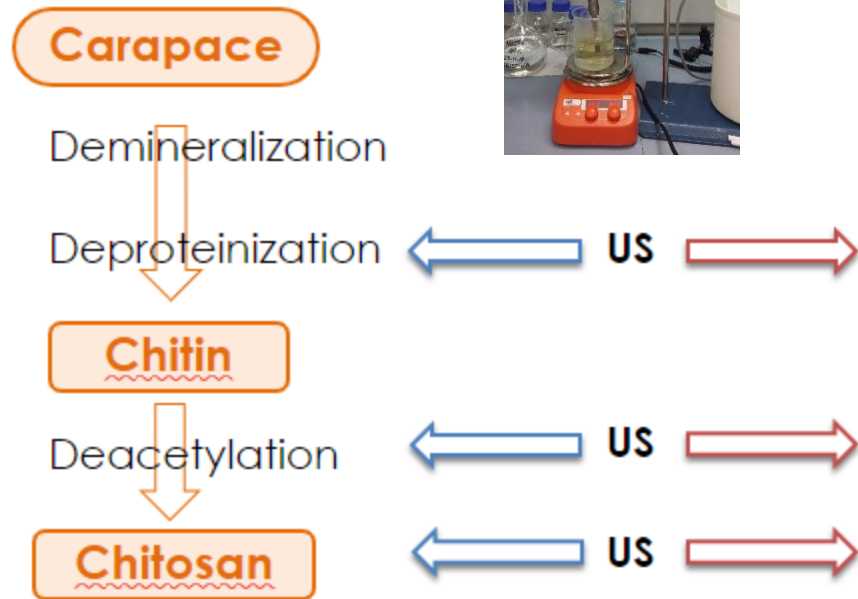 Carapace
Demineralization
Deproteinization US
Chitin
Deacetylation US
Chitosan US